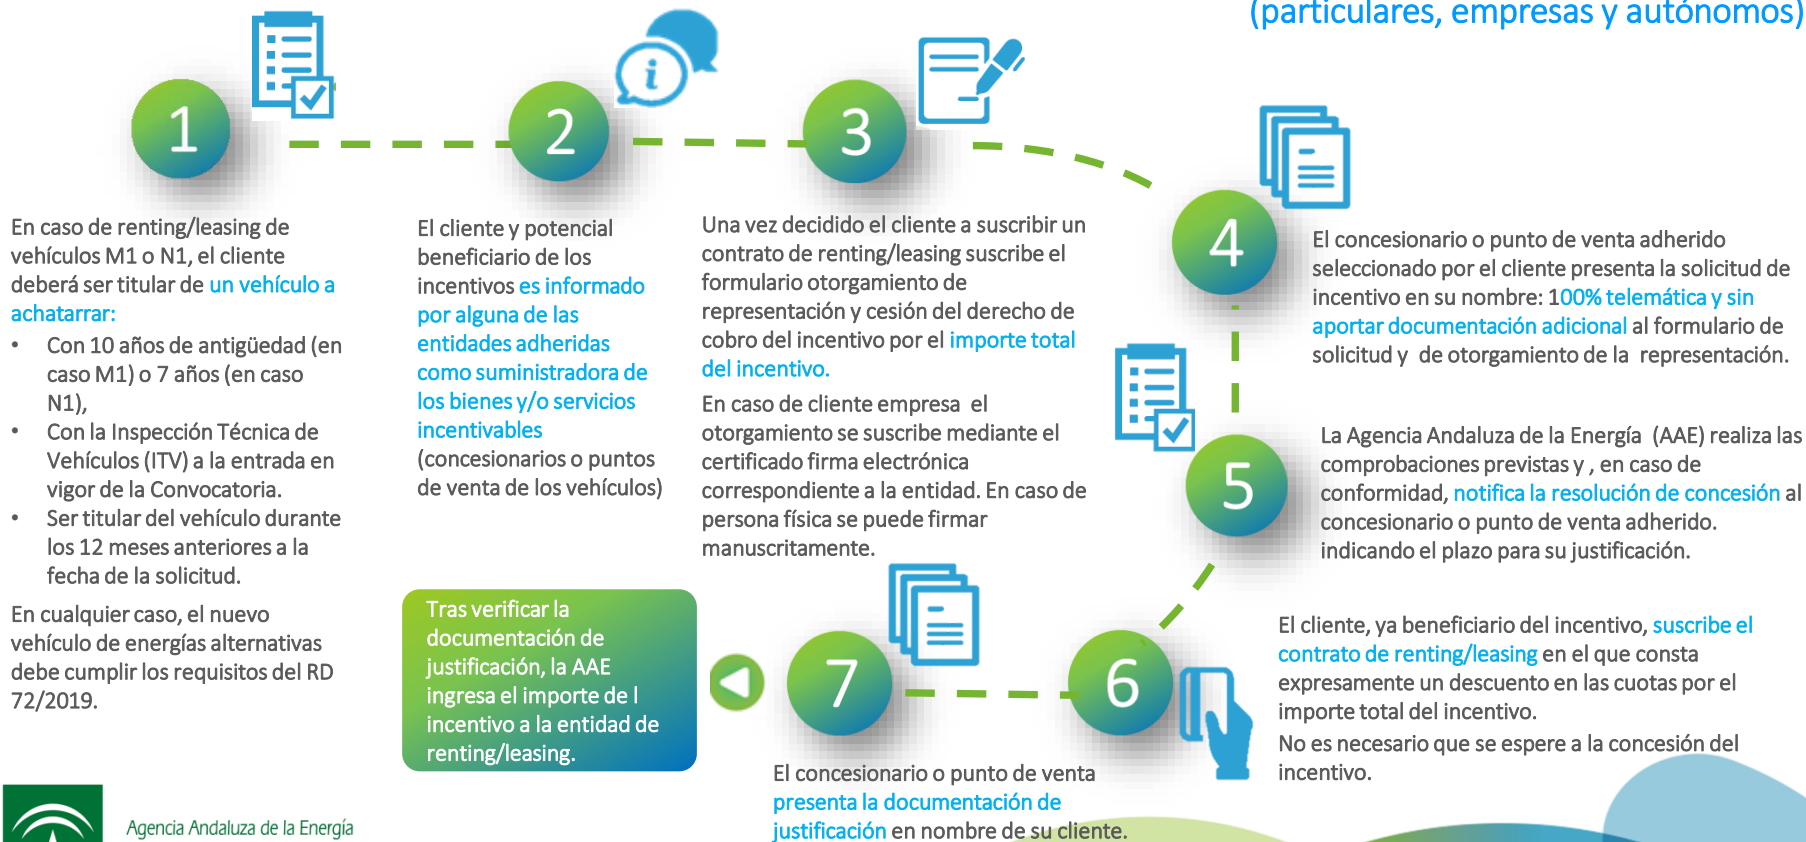 (particulares, empresas y autónomos)
1
En caso de renting/leasing de
vehículos M1 o N1, el cliente
deberá ser titular de un vehículo a
achatarrar:
• Con 10 años de antigüedad (en
caso M1) o 7 años (en caso
N1),
• Con la Inspección Técnica de
Vehículos (ITV) a la entrada en
vigor de la Convocatoria.
• Ser titular del vehículo durante
los 12 meses anteriores a la
fecha de la solicitud.
En cualquier caso, el nuevo
vehículo de energías alternativas
debe cumplir los requisitos del RD
72/2019.
2
i
El cliente y potencial
beneficiario de los
incentivos es informado
por alguna de las
entidades adheridas
como suministradora de
los bienes y/o servicios
incentivables
(concesionarios o puntos
de venta de los vehículos)
3
Una vez decidido el cliente a suscribir un
contrato de renting/leasing suscribe el
formulario otorgamiento de
representación y cesión del derecho de
cobro del incentivo por el importe total
del incentivo.
En caso de cliente empresa el
otorgamiento se suscribe mediante el
certificado firma electrónica
correspondiente a la entidad. En caso de
persona física se puede firmar
manuscritamente.
4
El concesionario o punto de venta adherido
seleccionado por el cliente presenta la solicitud de
incentivo en su nombre: 100% telemática y sin
aportar documentación adicional al formulario de
solicitud y de otorgamiento de la representación.
5
La Agencia Andaluza de la Energía (AAE) realiza las
comprobaciones previstas y , en caso de
conformidad, notifica la resolución de concesión al
concesionario o punto de venta adherido.
indicando el plazo para su justificación.
6
El cliente, ya beneficiario del incentivo, suscribe el
contrato de renting/leasing en el que consta
expresamente un descuento en las cuotas por el
importe total del incentivo.
No es necesario que se espere a la concesión del
incentivo.
7
El concesionario o punto de venta
presenta la documentación de
justificación en nombre de su cliente.
Tras verificar la
documentación de
justificación, la AAE
ingresa el importe de l
incentivo a la entidad de
renting/leasing.
Agencia Andaluza de la Energía